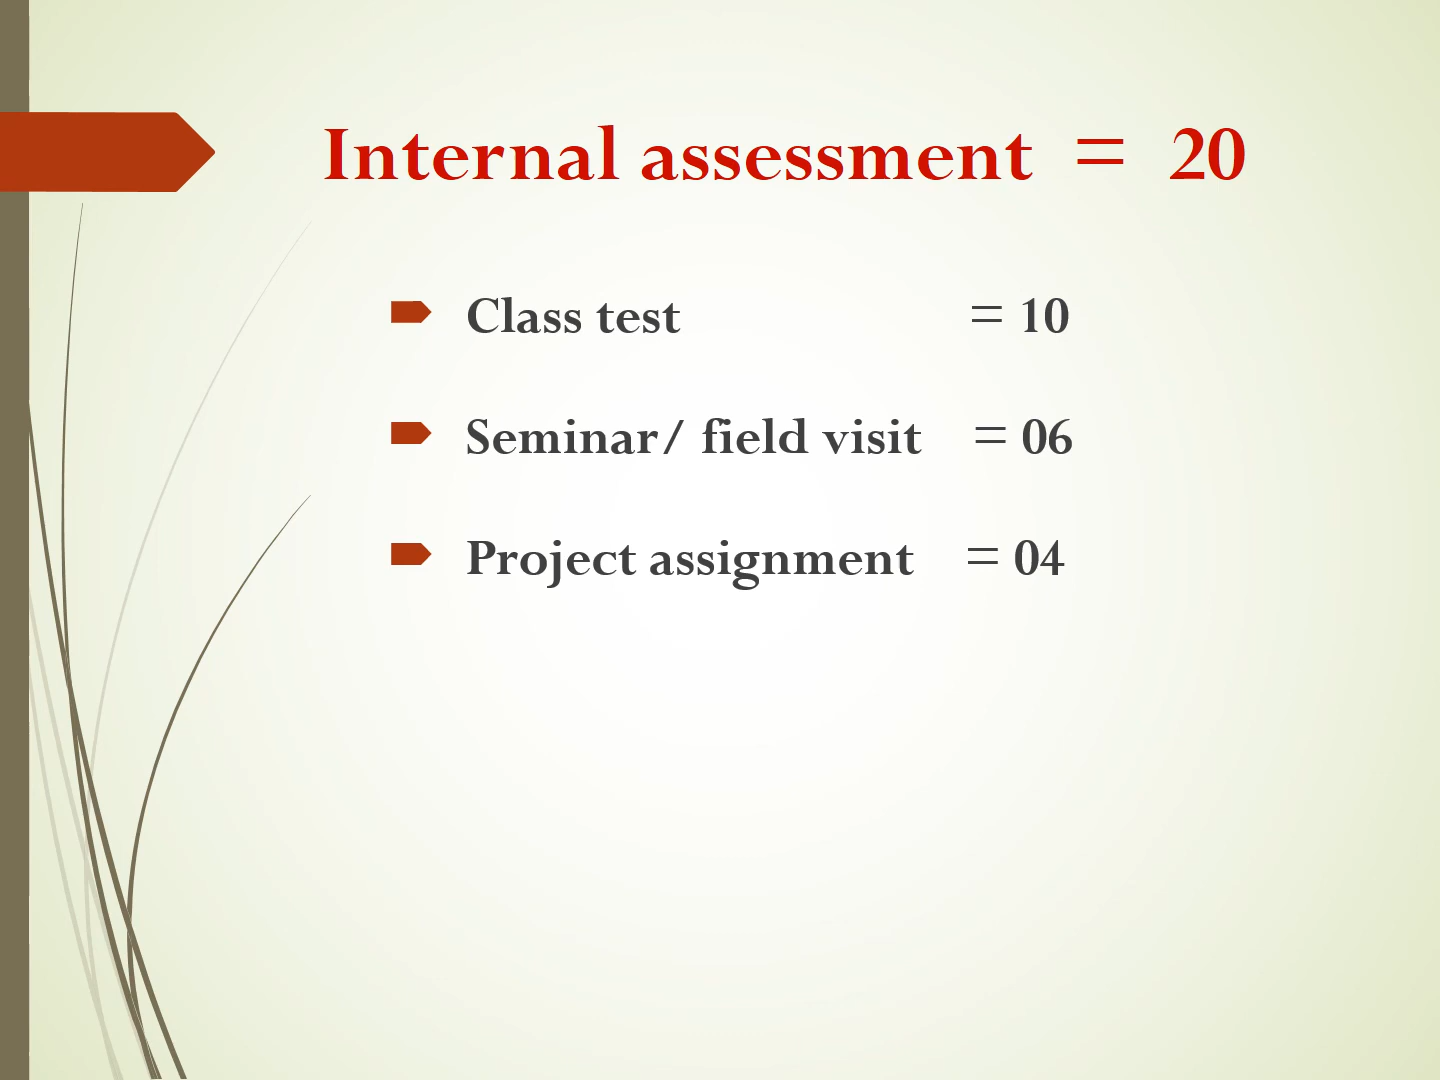 Internal assessment = 20
Class test = 10
Seminar/ field visit = 06
Project assignment = 04